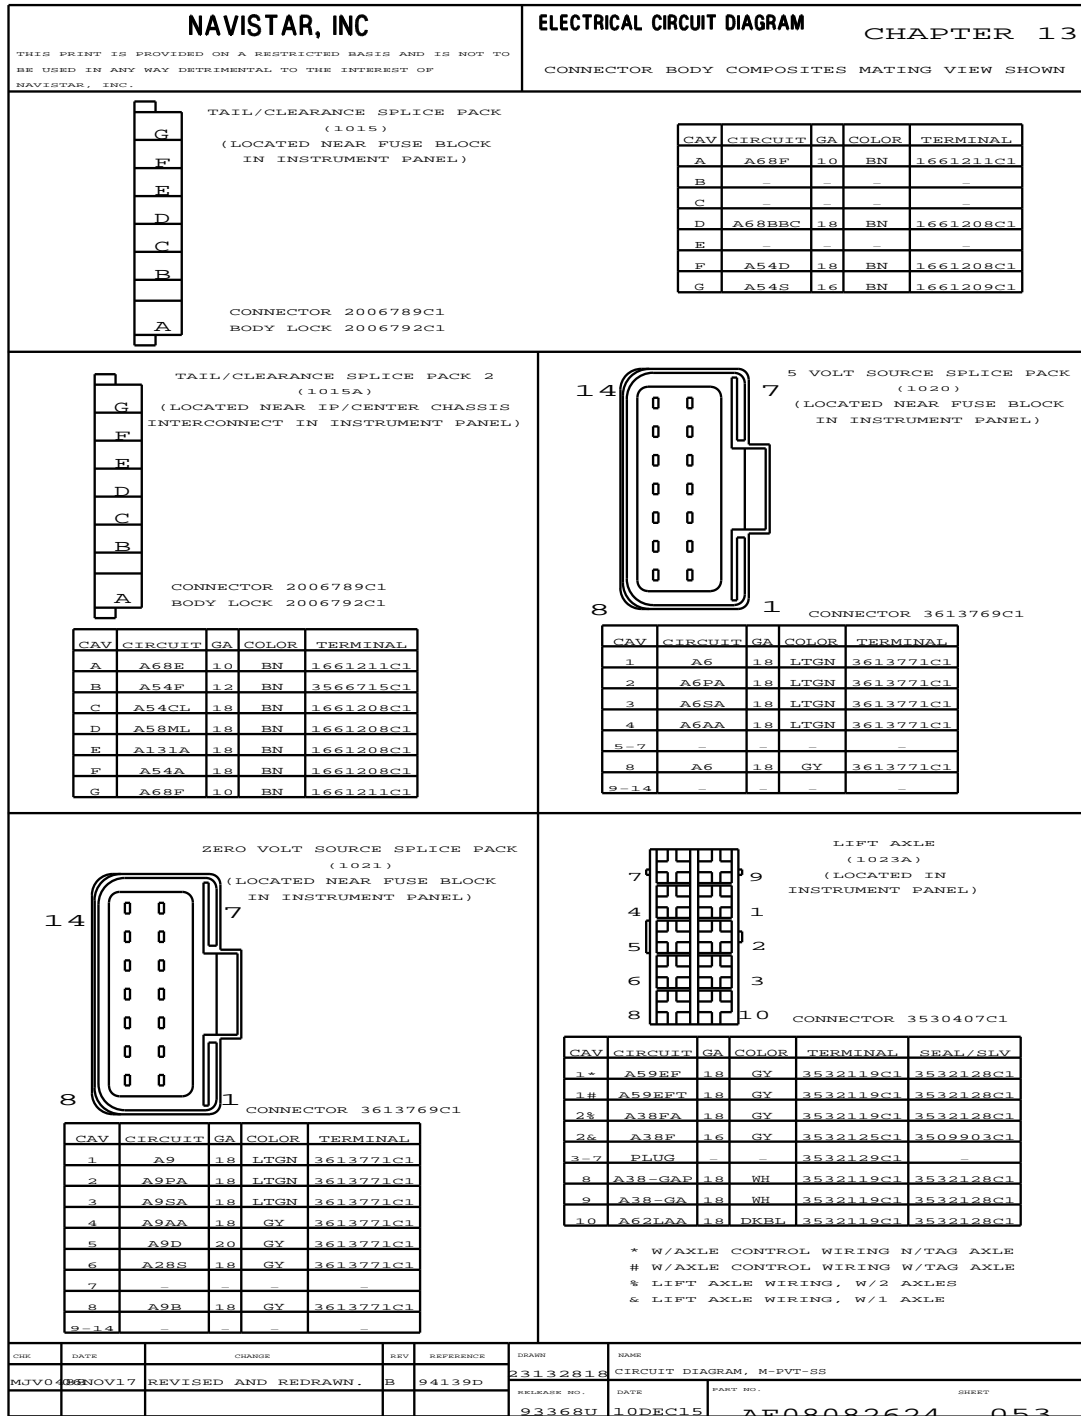 NAVISTAR, INC
THIS PRINT IS PROVIDED ON A RESTRICTED BASIS AND IS NOT TO
BE USED IN ANY WAY DETRIMENTAL TO THE INTEREST OF
NAVISTAR, INC.
ELECTRICAL CIRCUIT DIAGRAM
CHAPTER 13
CONNECTOR BODY COMPOSITES MATING VIEW SHOWN
G
F
E
D
C
B
A
TAIL/CLEARANCE SPLICE PACK
(1015)
(LOCATED NEAR FUSE BLOCK
IN INSTRUMENT PANEL)
CONNECTOR 2006789C1
BODY LOCK 2006792C1
CAV CIRCUIT GA COLOR TERMINAL
A A68F 10 BN 1661211C1
B - - - -
C - - - -
D A68BBC 18 BN 1661208C1
E - - - -
F A54D 18 BN 1661208C1
G A54S 16 BN 1661209C1
G
F
E
D
C
B
A
TAIL/CLEARANCE SPLICE PACK 2
(1015A)
(LOCATED NEAR IP/CENTER CHASSIS
INTERCONNECT IN INSTRUMENT PANEL)
CONNECTOR 2006789C1
BODY LOCK 2006792C1
CAV CIRCUIT GA COLOR TERMINAL
A A68E 10 BN 1661211C1
B A54F 12 BN 3566715C1
C A54CL 18 BN 1661208C1
D A58ML 18 BN 1661208C1
E A131A 18 BN 1661208C1
F A54A 18 BN 1661208C1
G A68F 10 BN 1661211C1
14 7
8 1
5 VOLT SOURCE SPLICE PACK
(1020)
(LOCATED NEAR FUSE BLOCK
IN INSTRUMENT PANEL)
CONNECTOR 3613769C1
CAV CIRCUIT GA COLOR TERMINAL
1 A6 18 LTGN 3613771C1
2 A6PA 18 LTGN 3613771C1
3 A6SA 18 LTGN 3613771C1
4 A6AA 18 LTGN 3613771C1
5-7 - - - -
8 A6 18 GY 3613771C1
9-14 - - - -
ZERO VOLT SOURCE SPLICE PACK
(1021)
(LOCATED NEAR FUSE BLOCK
IN INSTRUMENT PANEL)
14 7
8 1
CONNECTOR 3613769C1
CAV CIRCUIT GA COLOR TERMINAL
1 A9 18 LTGN 3613771C1
2 A9PA 18 LTGN 3613771C1
3 A9SA 18 LTGN 3613771C1
4 A9AA 18 GY 3613771C1
5 A9D 20 GY 3613771C1
6 A28S 18 GY 3613771C1
7 - - - -
8 A9B 18 GY 3613771C1
9-14 - - - -
LIFT AXLE
(1023A)
(LOCATED IN
INSTRUMENT PANEL)
7 9
4 1
5 2
6 3
8 10
CONNECTOR 3530407C1
CAV CIRCUIT GA COLOR TERMINAL SEAL/SLV
1* A59EF 18 GY 3532119C1 3532128C1
1# A59EFT 18 GY 3532119C1 3532128C1
2% A38FA 18 GY 3532119C1 3532128C1
2& A38F 16 GY 3532125C1 3509903C1
3-7 PLUG - - 3532129C1 -
8 A38-GAP 18 WH 3532119C1 3532128C1
9 A38-GA 18 WH 3532119C1 3532128C1
10 A62LAA 18 DKBL 3532119C1 3532128C1
* W/AXLE CONTROL WIRING N/TAG AXLE
# W/AXLE CONTROL WIRING W/TAG AXLE
% LIFT AXLE WIRING, W/2 AXLES
& LIFT AXLE WIRING, W/1 AXLE
CHK DATE CHANGE REV REFERENCE
REVISED AND REDRAWN. B 94139D
DRAWN NAME
23132818 CIRCUIT DIAGRAM, M-PVT-SS
RELEASE NO. DATE PART NO. SHEET
93368U 10DEC15 AF08082624 053